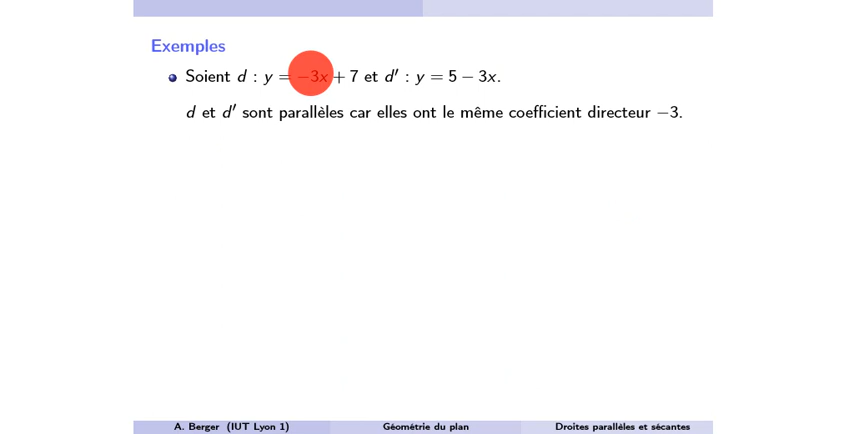 Exemples
Soient d : y = −3x + 7 et d′ : y = 5 − 3x.
d et d′ sont parallèles car elles ont le même coefficient directeur −3.
A. Berger (IUT Lyon 1) Géométrie du plan Droites parallèles et sécantes